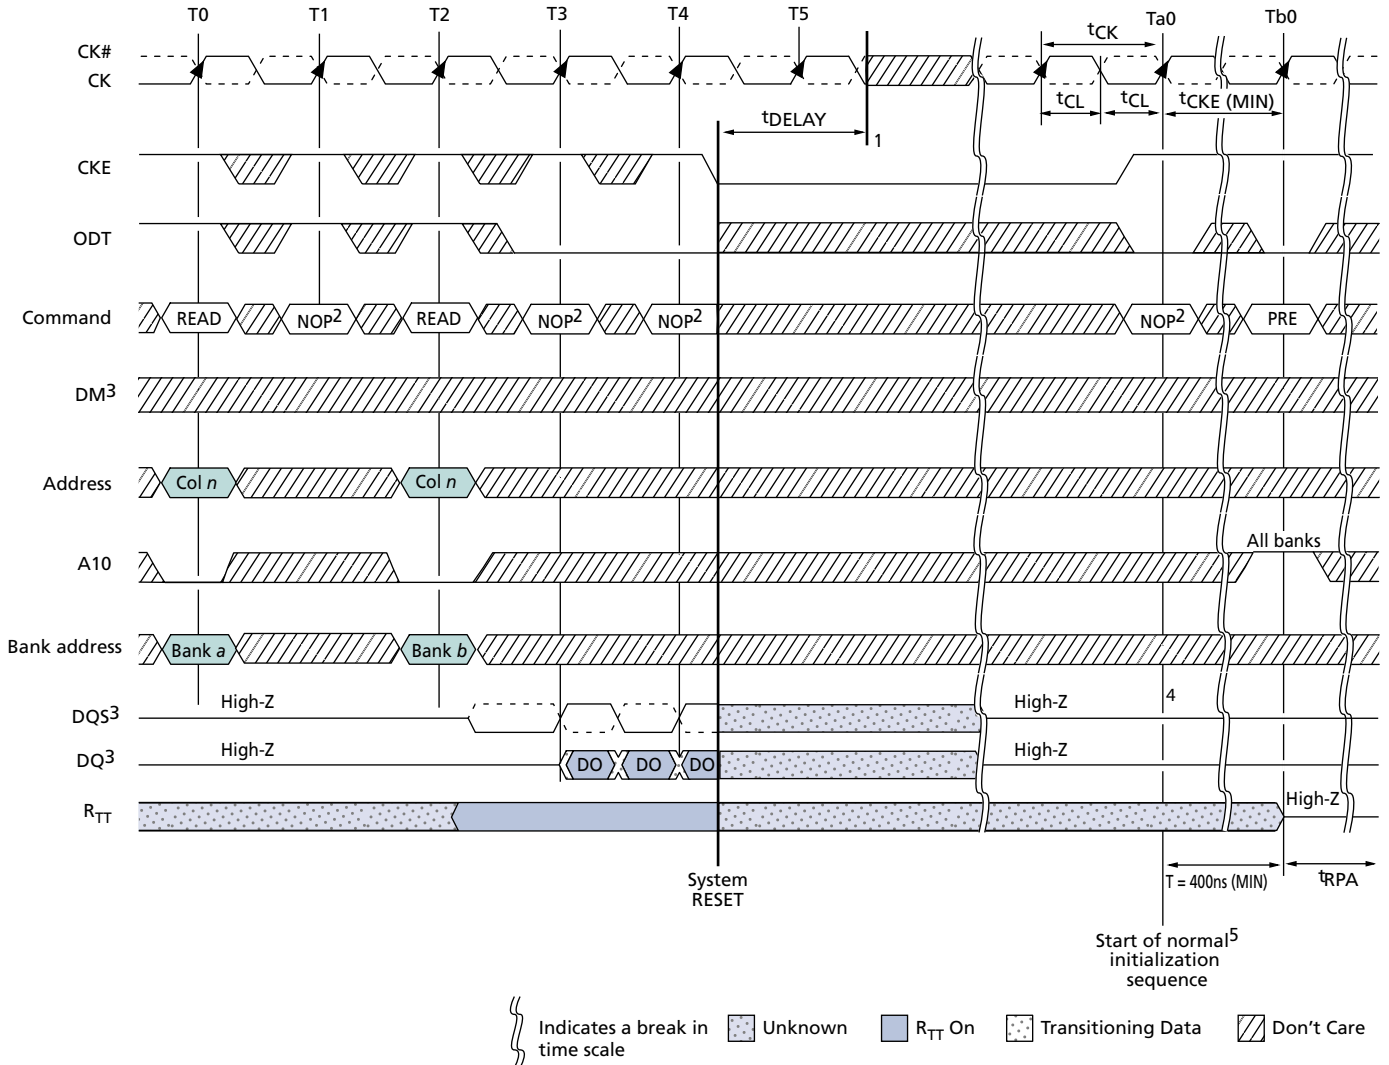 T0 T1 T2 T3 T4 T5 Ta0 Tb0
CK#
CK
tCK
tCL tCL tCKE (MIN)
tDELAY
1
CKE
ODT
Command READ NOP2 READ NOP2 NOP2 NOP2 PRE
DM3
Address Col n Col n
A10 All banks
Bank address Bank a Bank b
DQS3 High-Z High-Z 4
DQ3 High-Z DO DO DO High-Z
RTT High-Z
System
RESET
T = 400ns (MIN) tRPA
Start of normal5
initialization
sequence
Indicates a break in
time scale
Unknown RTT On Transitioning Data Don't Care